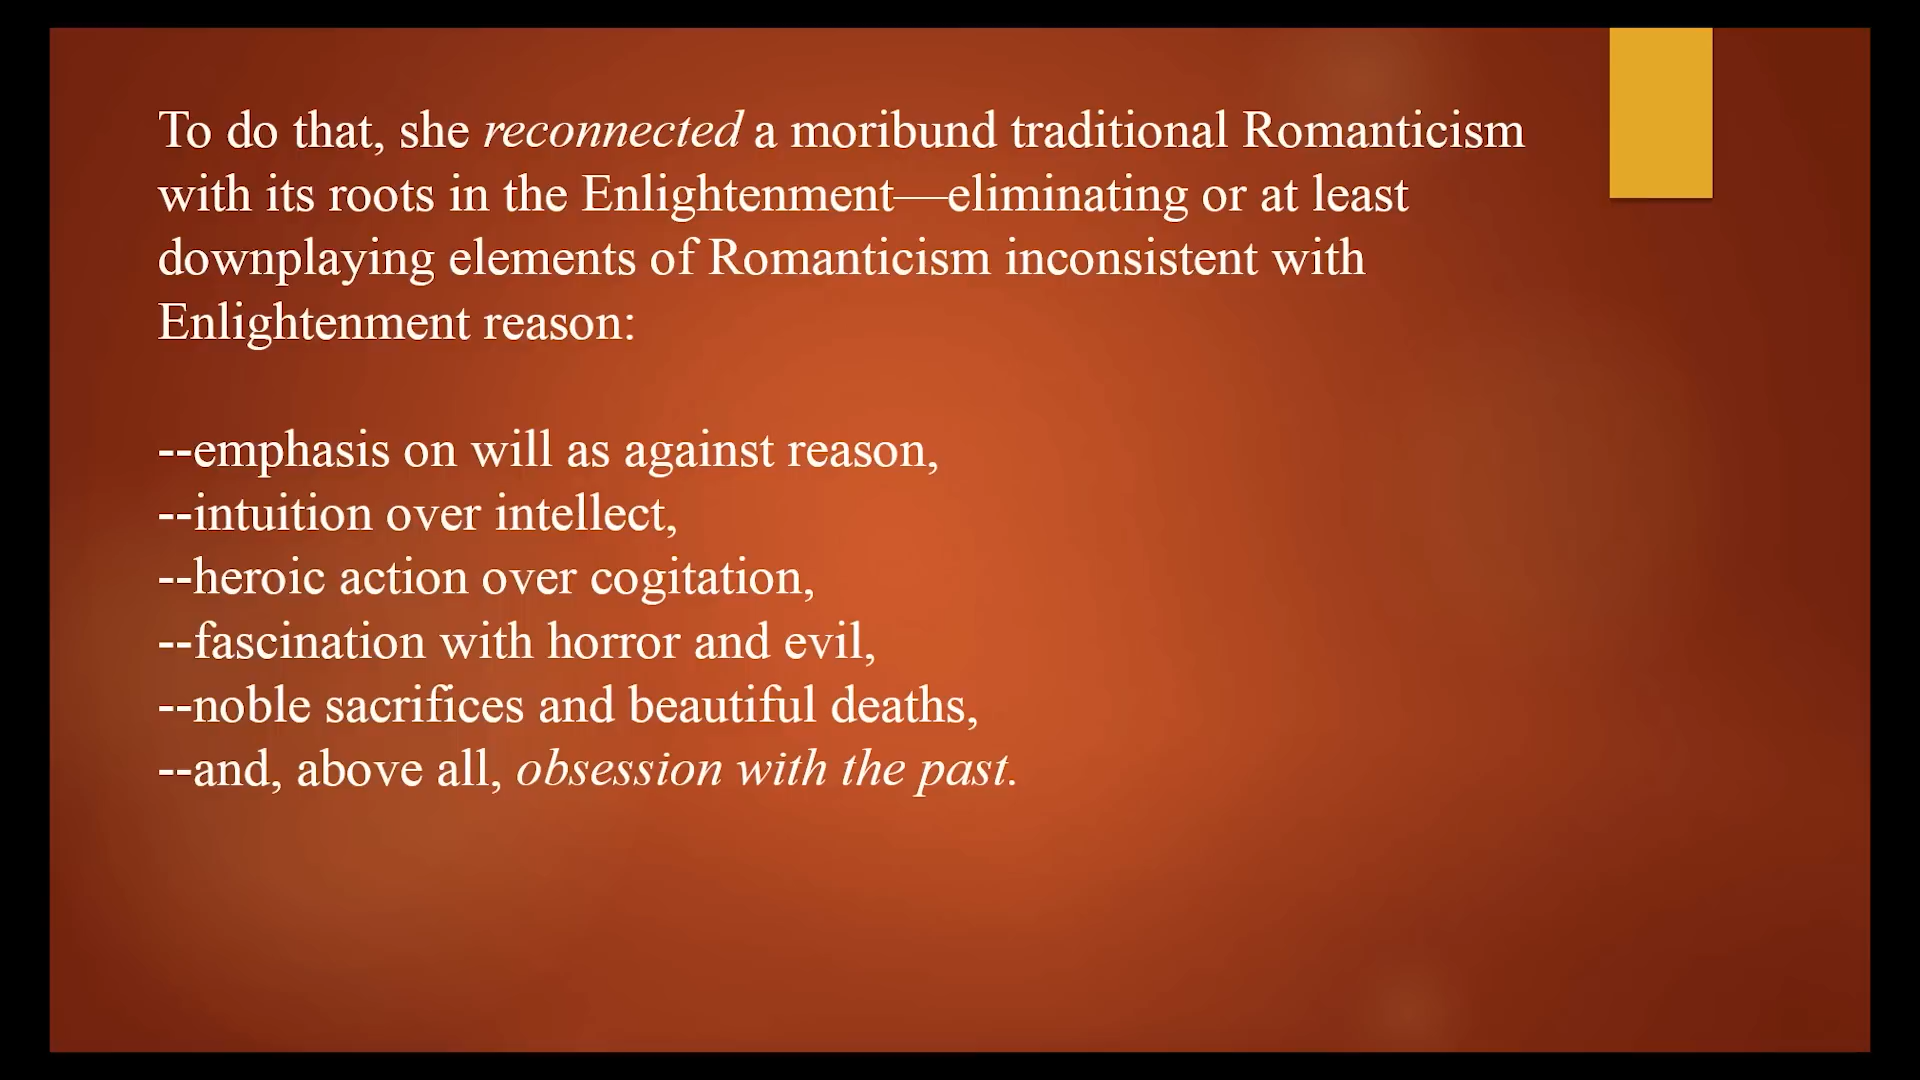 To do that, she reconnected a moribund traditional Romanticism
with its roots in the Enlightenment—eliminating or at least
downplaying elements of Romanticism inconsistent with
Enlightenment reason:
--emphasis on will as against reason,
--intuition over intellect,
--heroic action over cogitation,
--fascination with horror and evil,
--noble sacrifices and beautiful deaths,
--and, above all, obsession with the past.